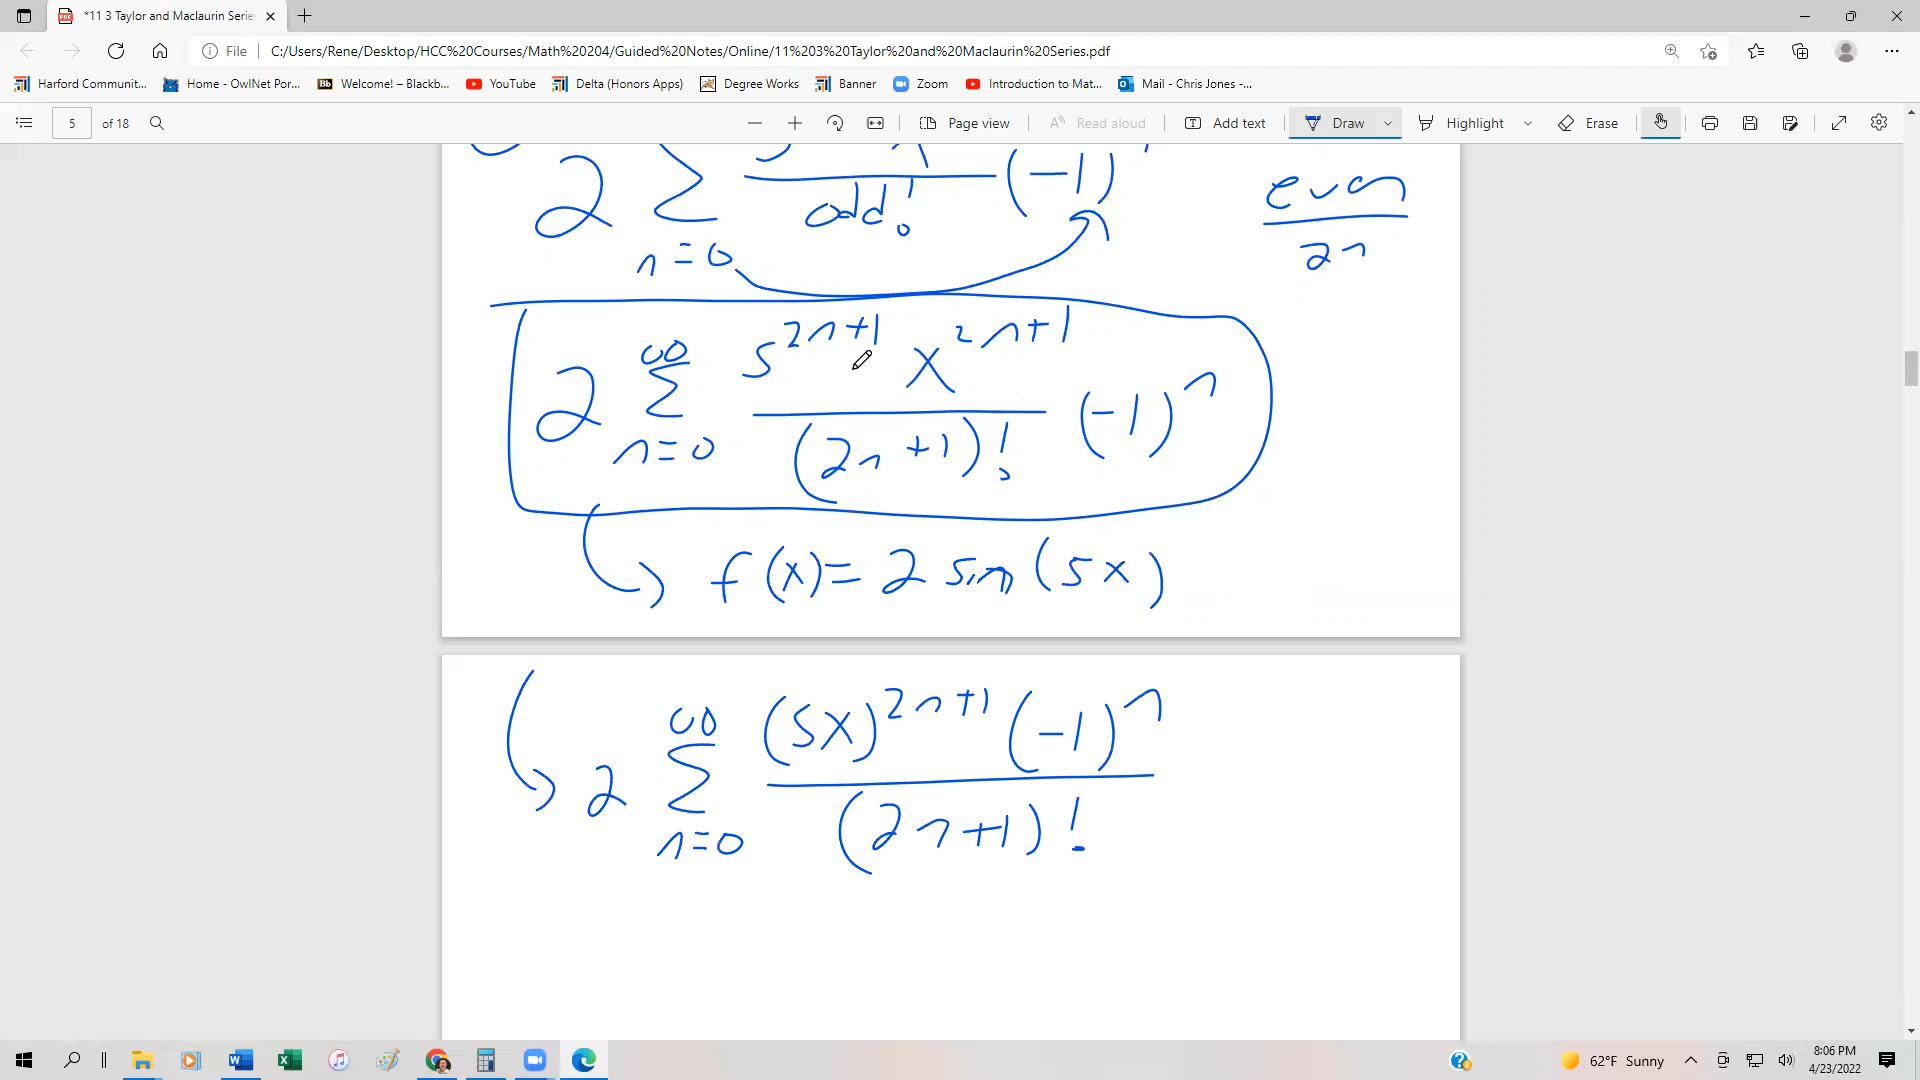 *11 3 Taylor and Maclaurin Serie
File C:/Users/Rene/Desktop/HCC%20Courses/Math%20204/Guided%20Notes/Online/11%203%20Taylor%20and%20Maclaurin%20Series.pdf
Harford Communit... Home - OwlNet Por... Welcome! – Blackb... YouTube Delta (Honors Apps) Degree Works Banner Zoom Introduction to Mat... Mail - Chris Jones -...
5 of 18 Page view Read aloud Add text Draw Highlight Erase
2 Σ odd! (-1)
n=0
even
2n
2 Σ 5^{2n+1} x^{2n+1} (-1)^n
∞
n=0 (2n+1)!
f(x)= 2 sin(5x)
2 Σ (5x)^{2n+1} (-1)^n
∞
n=0 (2n+1)!
62°F Sunny
8:06 PM
4/23/2022